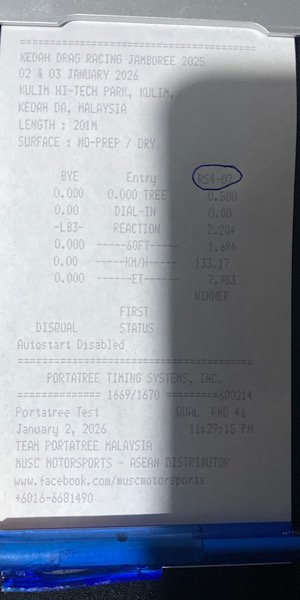 KEDAH DRAG RACING JAMBOREE 2025
02 & 03 JANUARY 2026
KULIM HI-TECH PARK, KULIM,
KEDAH DA, MALAYSIA
LENGTH : 201M
SURFACE : NO-PREP / DRY
==================================
BYE Entry RS4-07
0.000 0.000 TREE 0.500
0.00 DIAL-IN 0.00
-LB3- REACTION 2.204
0.000 -----60FT----- 1.694
0.00 -----KM/H----- 133.17
0.000 ------ET------ 7.983
WINNER
FIRST
DISQUAL STATUS
Autostart Disabled
==================================
PORTATREE TIMING SYSTEMS, INC.
============== 1669/1670 =========600214
Portatree Test QUAL RND 46
January 2, 2026 11:29:15 PM
TEAM PORTATREE MALAYSIA
MUSC MOTORSPORTS - ASEAN DISTRIBUTOR
www.facebook.com/muscmotorsports
+6016-6681490